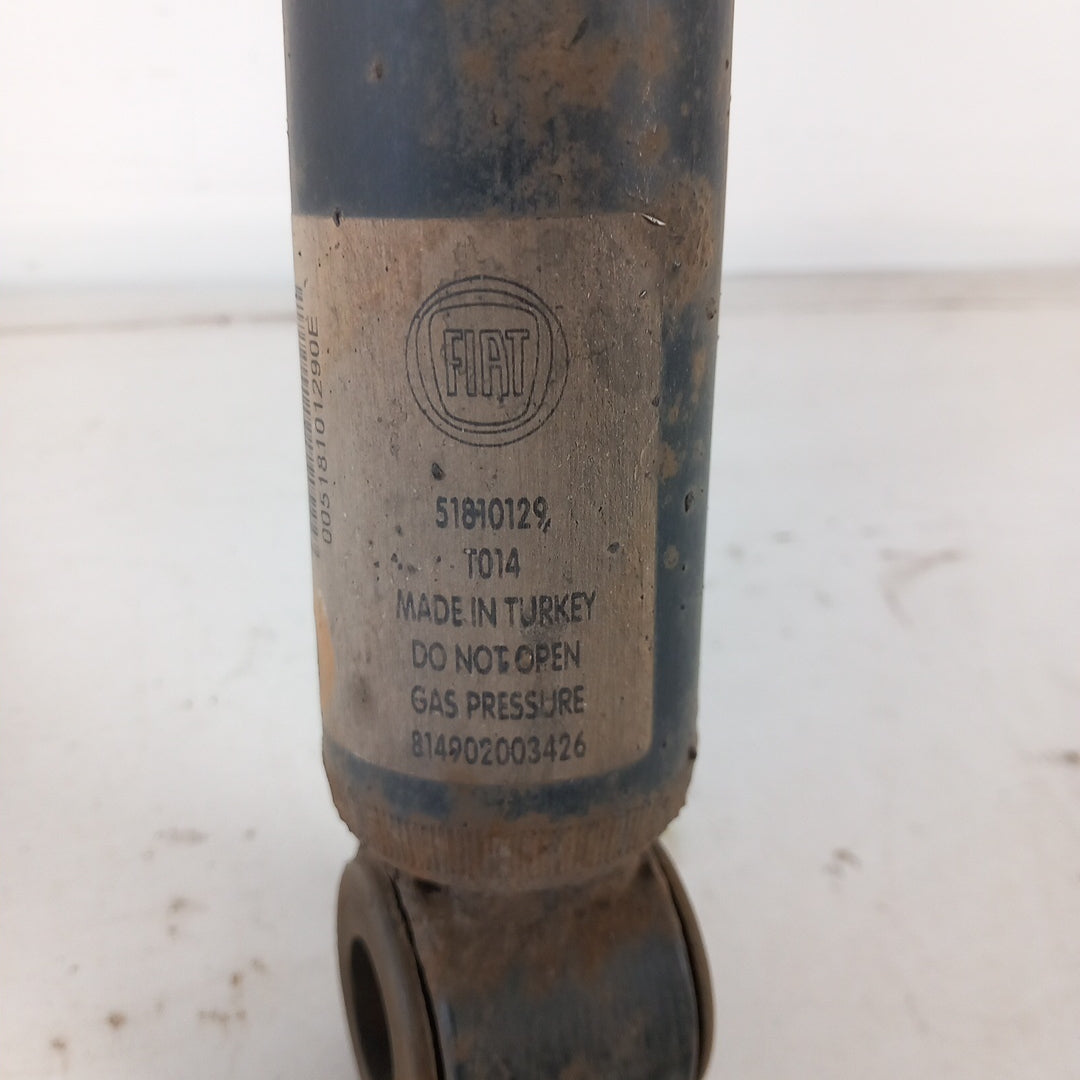 FIAT
51810129
T014
MADE IN TURKEY
DO NOT OPEN
GAS PRESSURE
814902003426
00518101290E